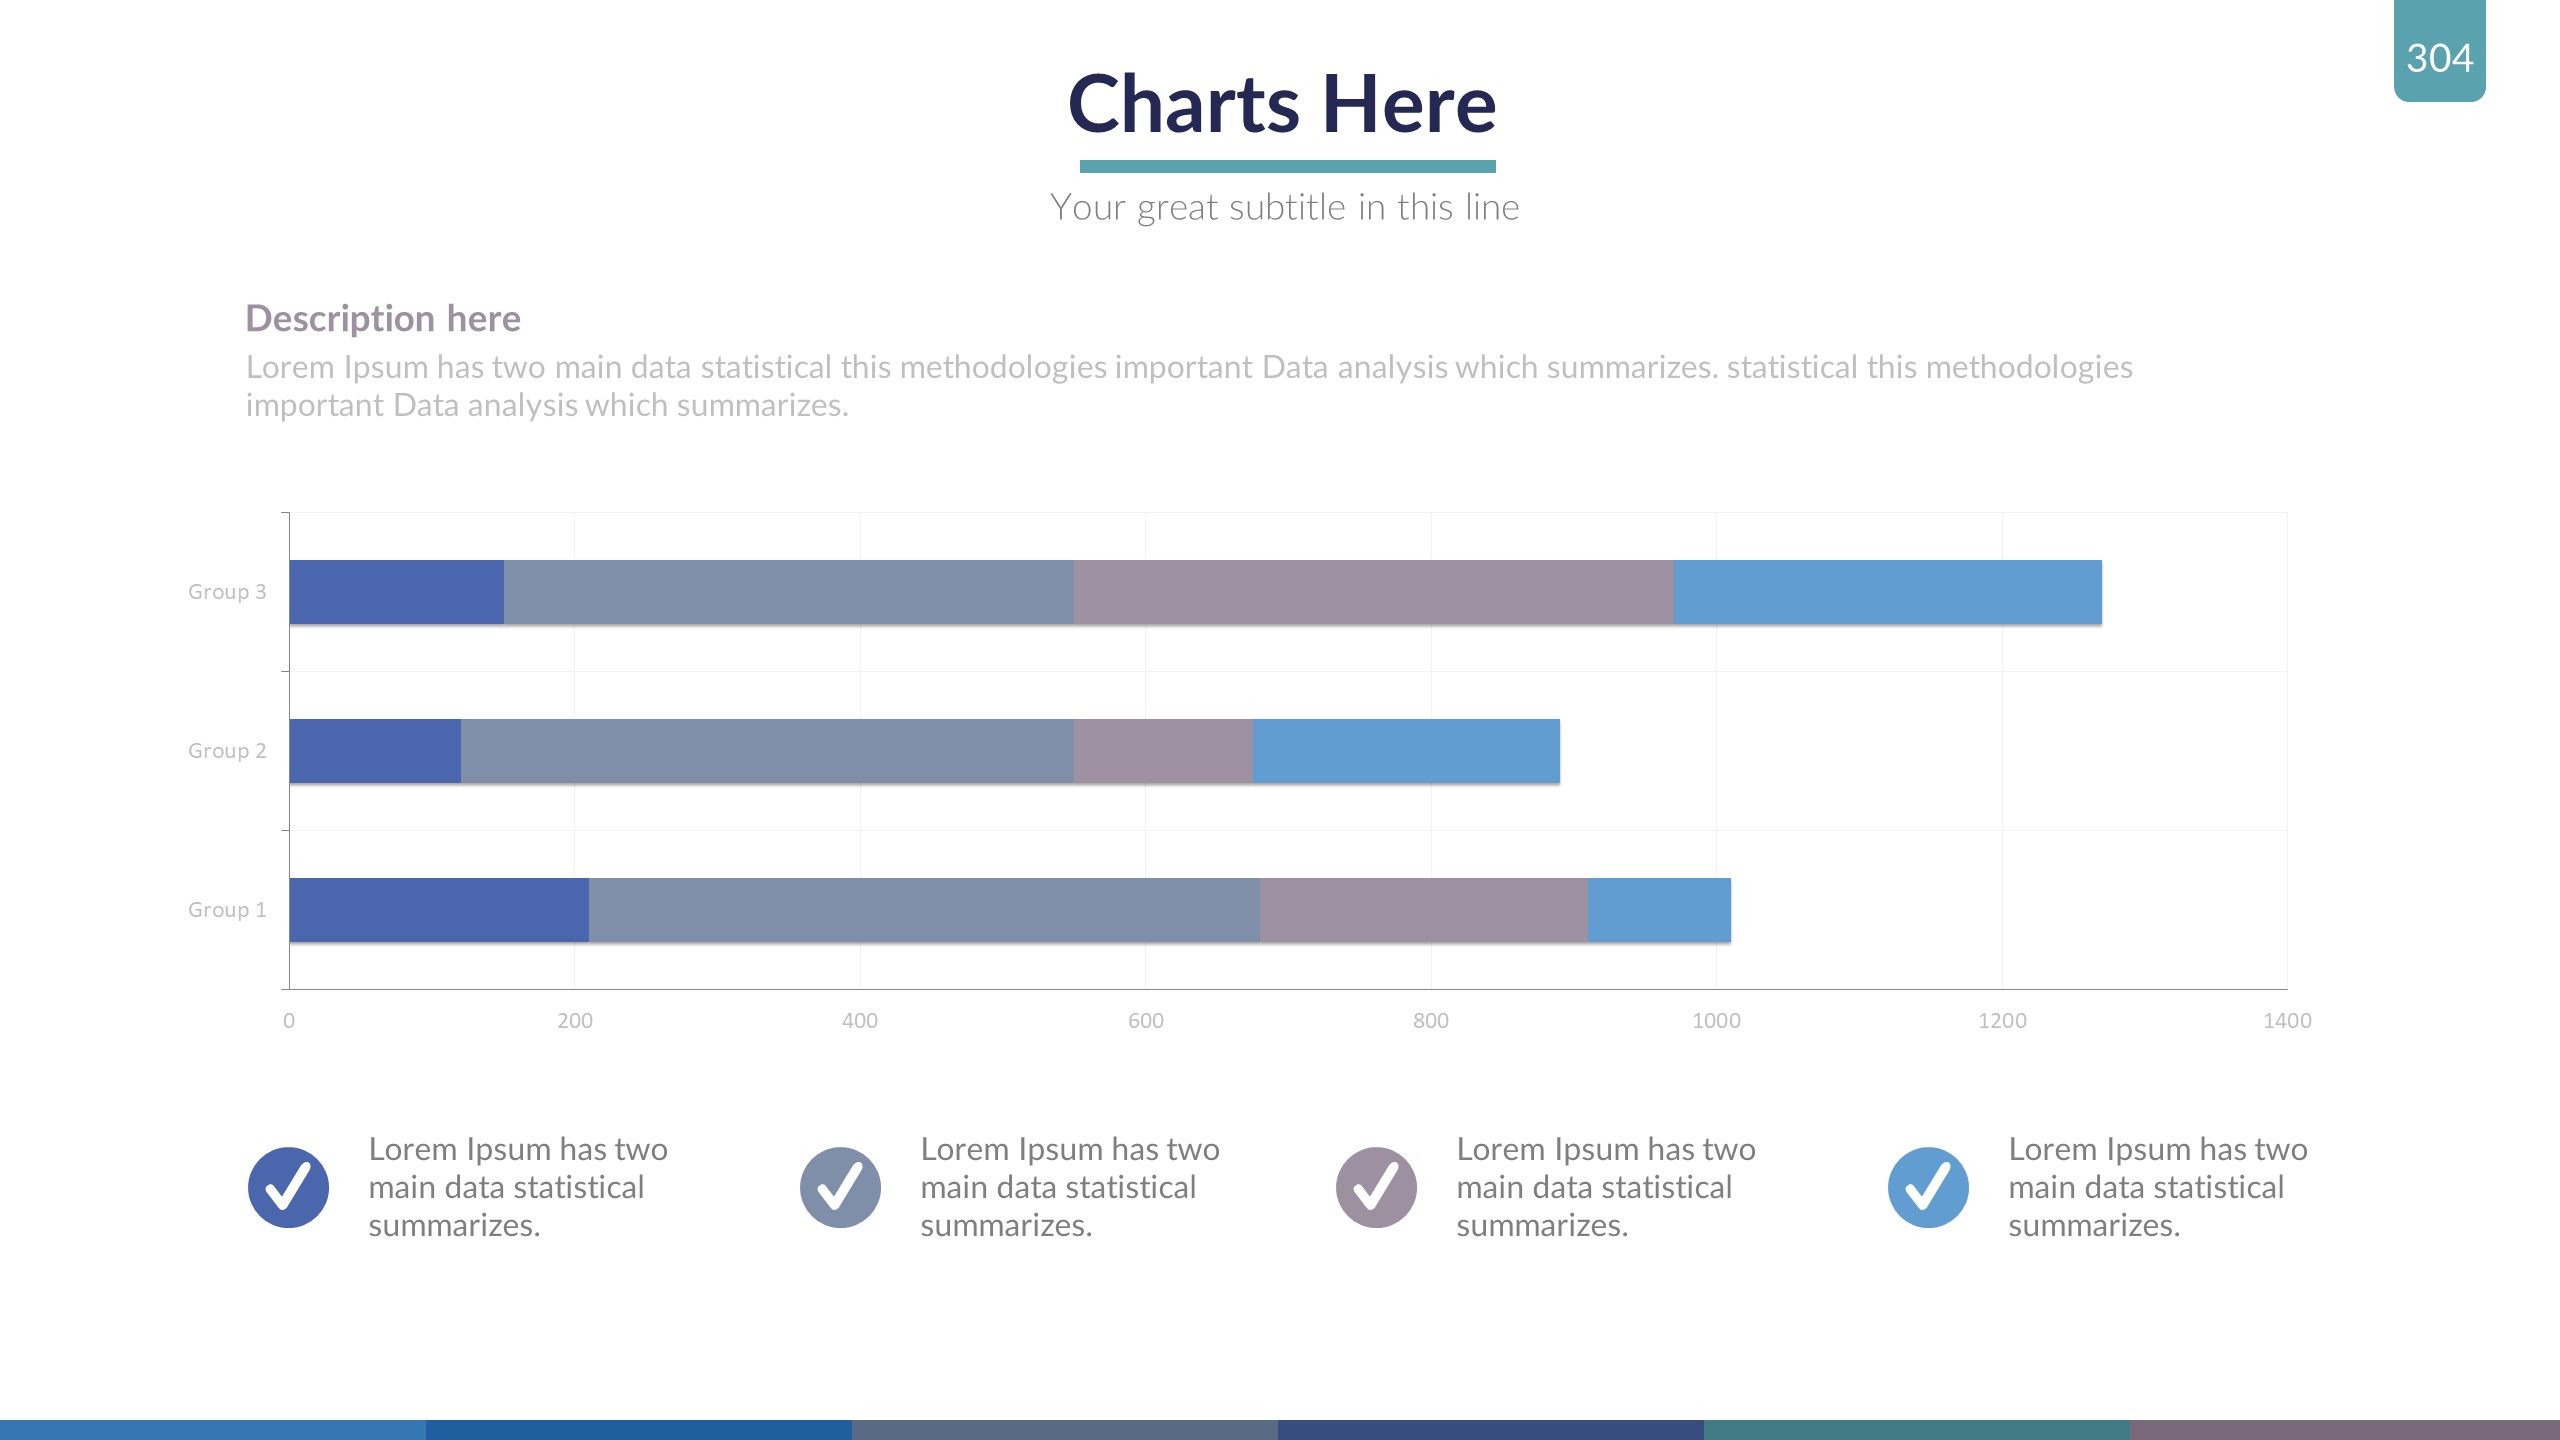 304
Charts Here
Your great subtitle in this line
Description here
Lorem Ipsum has two main data statistical this methodologies important Data analysis which summarizes. statistical this methodologies
important Data analysis which summarizes.
Group 3
Group 2
Group 1
0 200 400 600 800 1000 1200 1400
Lorem Ipsum has two
main data statistical
summarizes.
Lorem Ipsum has two
main data statistical
summarizes.
Lorem Ipsum has two
main data statistical
summarizes.
Lorem Ipsum has two
main data statistical
summarizes.